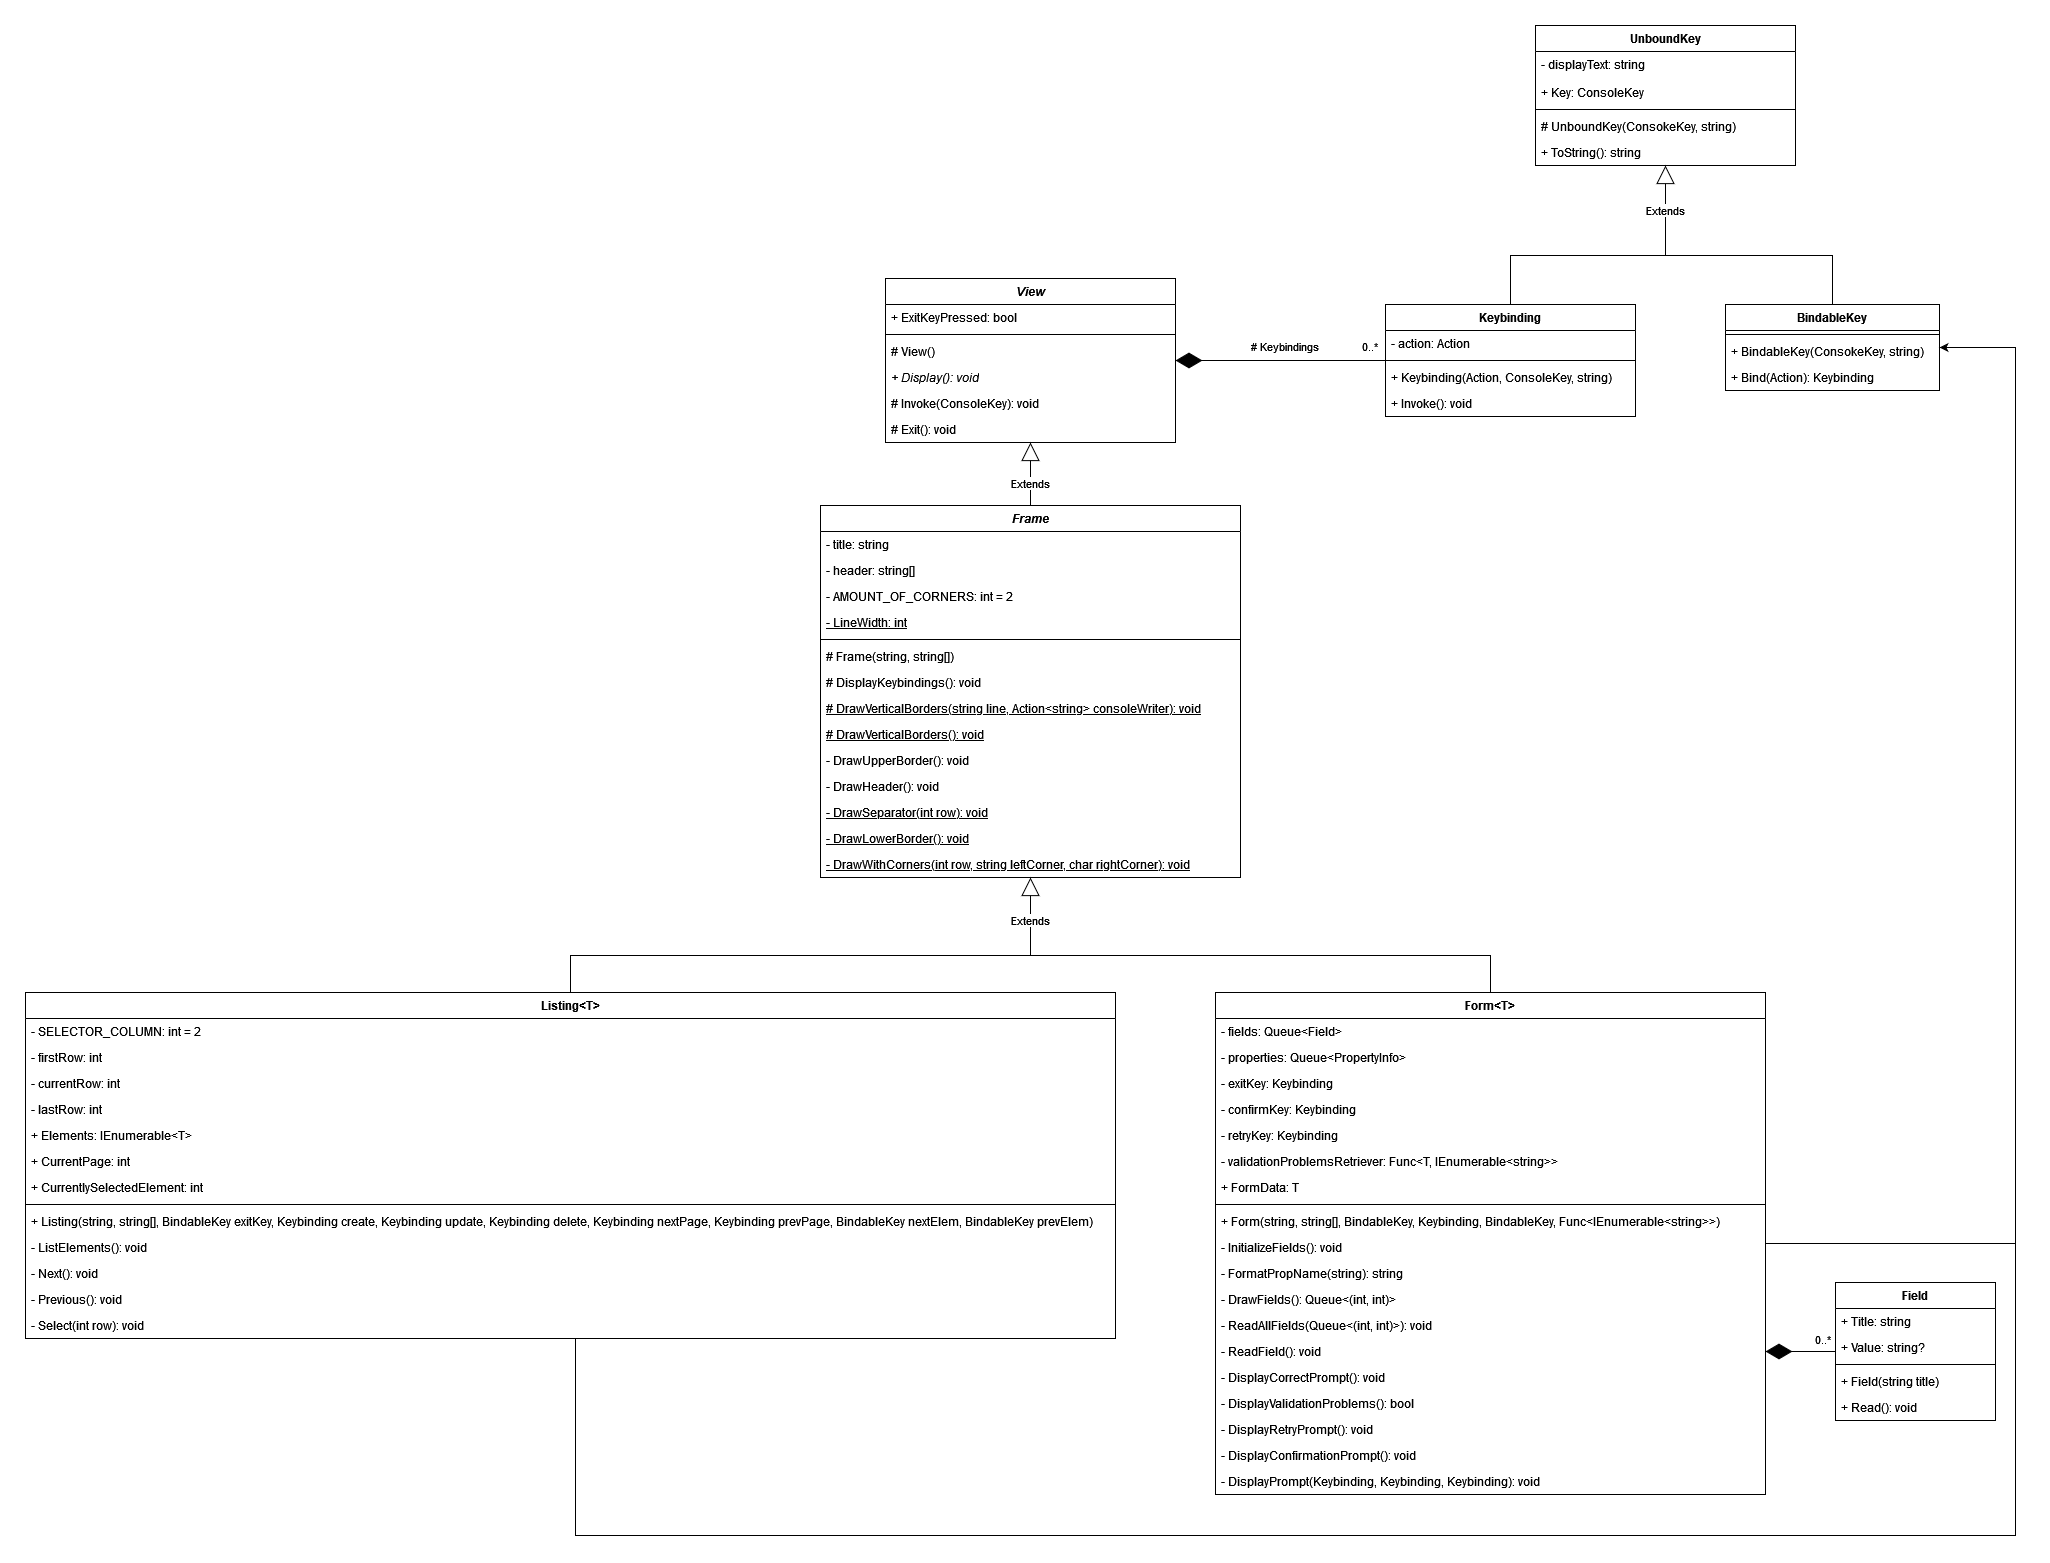 UnboundKey
- displayText: string
+ Key: ConsoleKey
# UnboundKey(ConsokeKey, string)
+ ToString(): string
Extends
View
+ ExitKeyPressed: bool
# View()
+ Display(): void
# Invoke(ConsoleKey): void
# Exit(): void
# Keybindings
0..*
Keybinding
- action: Action
+ Keybinding(Action, ConsoleKey, string)
+ Invoke(): void
BindableKey
+ BindableKey(ConsokeKey, string)
+ Bind(Action): Keybinding
Extends
Frame
- title: string
- header: string[]
- AMOUNT_OF_CORNERS: int = 2
- LineWidth: int
# Frame(string, string[])
# DisplayKeybindings(): void
# DrawVerticalBorders(string line, Action<string> consoleWriter): void
# DrawVerticalBorders(): void
- DrawUpperBorder(): void
- DrawHeader(): void
- DrawSeparator(int row): void
- DrawLowerBorder(): void
- DrawWithCorners(int row, string leftCorner, char rightCorner): void
Extends
Listing<T>
- SELECTOR_COLUMN: int = 2
- firstRow: int
- currentRow: int
- lastRow: int
+ Elements: IEnumerable<T>
+ CurrentPage: int
+ CurrentlySelectedElement: int
+ Listing(string, string[], BindableKey exitKey, Keybinding create, Keybinding update, Keybinding delete, Keybinding nextPage, Keybinding prevPage, BindableKey nextElem, BindableKey prevElem)
- ListElements(): void
- Next(): void
- Previous(): void
- Select(int row): void
Form<T>
- fields: Queue<Field>
- properties: Queue<PropertyInfo>
- exitKey: Keybinding
- confirmKey: Keybinding
- retryKey: Keybinding
- validationProblemsRetriever: Func<T, IEnumerable<string>>
+ FormData: T
+ Form(string, string[], BindableKey, Keybinding, BindableKey, Func<IEnumerable<string>>)
- InitializeFields(): void
- FormatPropName(string): string
- DrawFields(): Queue<(int, int)>
- ReadAllFields(Queue<(int, int)>): void
- ReadField(): void
- DisplayCorrectPrompt(): void
- DisplayValidationProblems(): bool
- DisplayRetryPrompt(): void
- DisplayConfirmationPrompt(): void
- DisplayPrompt(Keybinding, Keybinding, Keybinding): void
0..*
Field
+ Title: string
+ Value: string?
+ Field(string title)
+ Read(): void